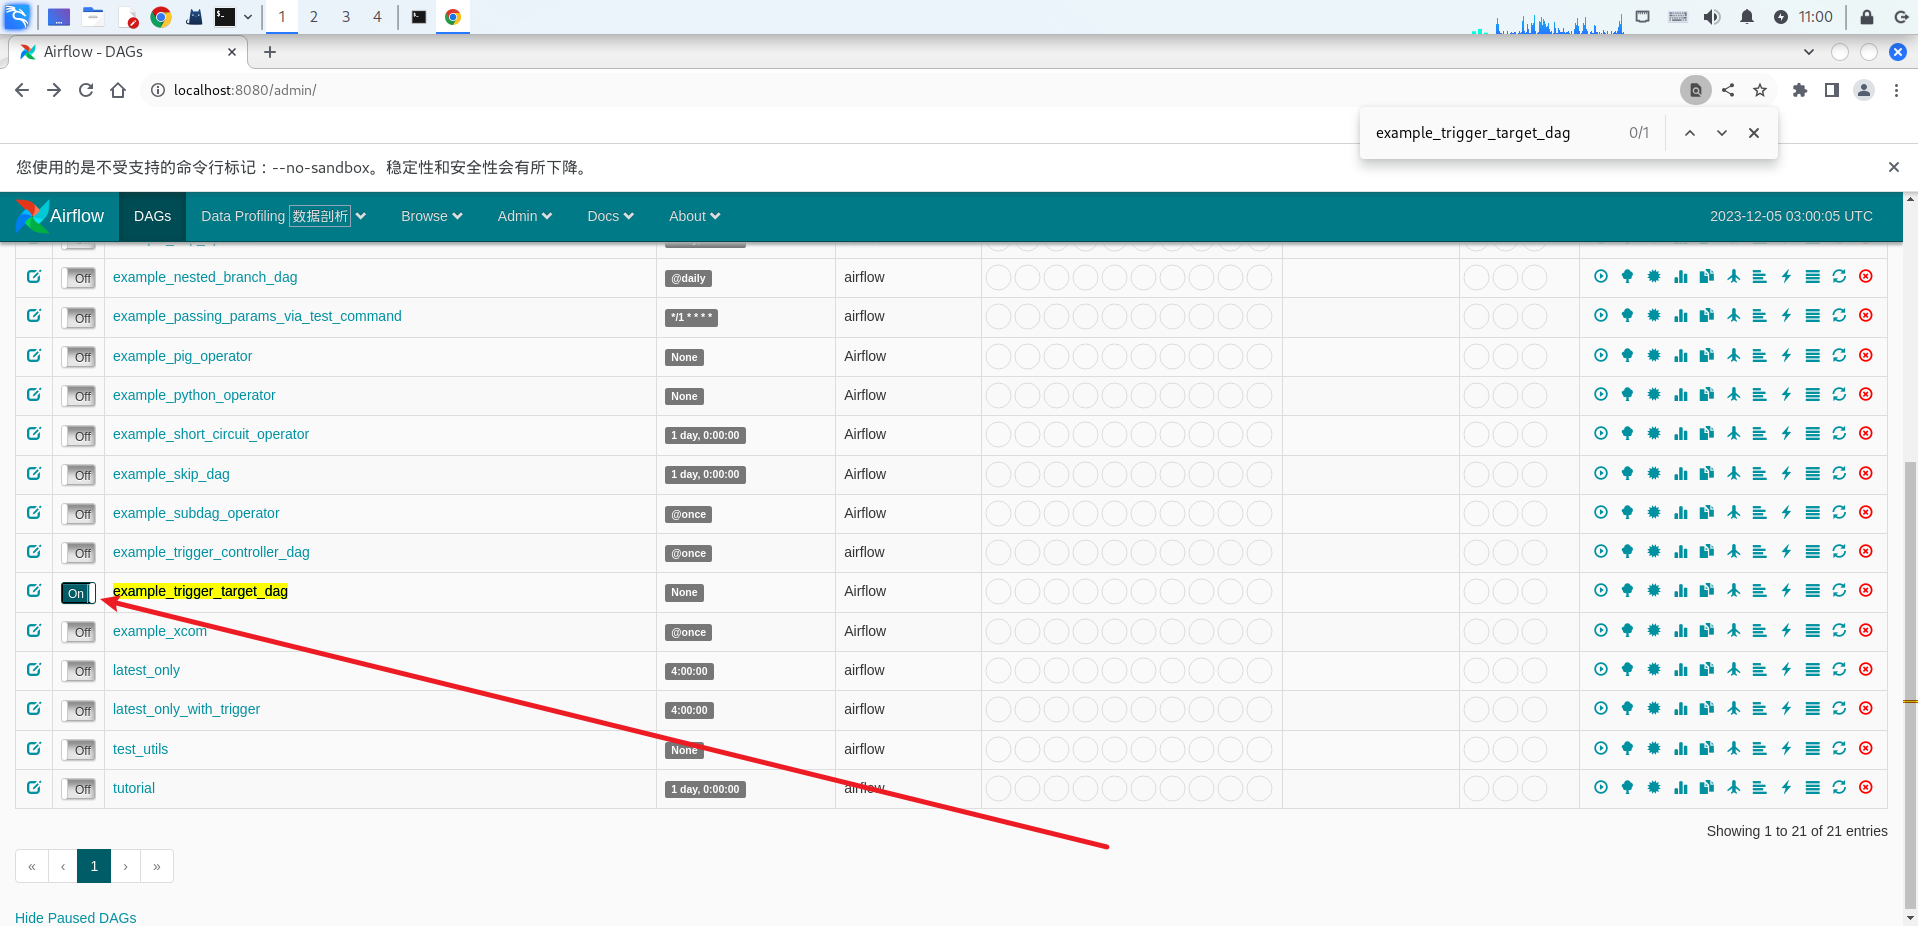 1 2 3 4 11:00
Airflow - DAGs
localhost:8080/admin/
example_trigger_target_dag 0/1
您使用的是不受支持的命令行标记：--no-sandbox。稳定性和安全性会有所下降。
Airflow DAGs Data Profiling 数据剖析 Browse Admin Docs About 2023-12-05 03:00:05 UTC
Off example_nested_branch_dag @daily airflow
Off example_passing_params_via_test_command */1 * * * * airflow
Off example_pig_operator None Airflow
Off example_python_operator None Airflow
Off example_short_circuit_operator 1 day, 0:00:00 Airflow
Off example_skip_dag 1 day, 0:00:00 Airflow
Off example_subdag_operator @once Airflow
Off example_trigger_controller_dag @once airflow
On example_trigger_target_dag None Airflow
Off example_xcom @once Airflow
Off latest_only 4:00:00 airflow
Off latest_only_with_trigger 4:00:00 airflow
Off test_utils None airflow
Off tutorial 1 day, 0:00:00 airflow
Showing 1 to 21 of 21 entries
« ‹ 1 › »
Hide Paused DAGs